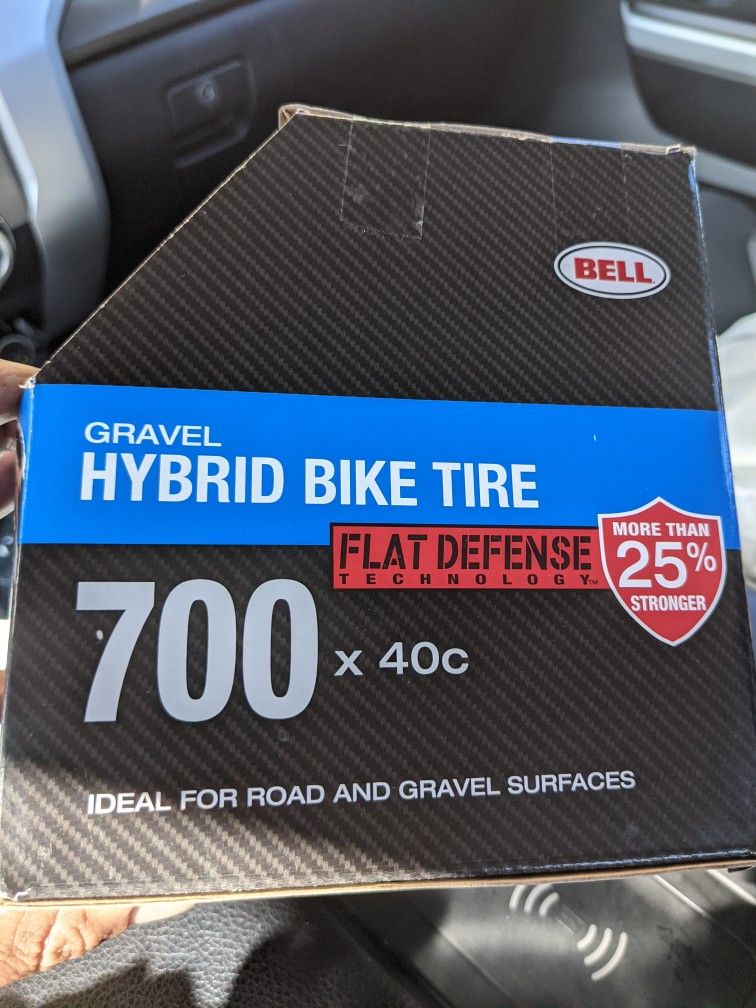 BELL
GRAVEL
HYBRID BIKE TIRE
FLAT DEFENSE
TECHNOLOGY™
MORE THAN
25%
STRONGER
700 x 40c
IDEAL FOR ROAD AND GRAVEL SURFACES